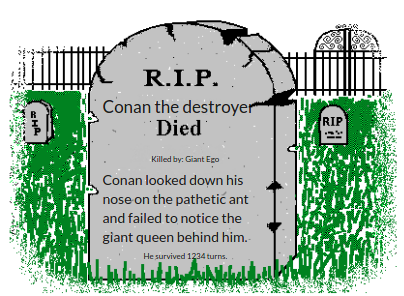 R.I.P.
Conan the destroyer
Died
Killed by: Giant Ego
Conan looked down his
nose on the pathetic ant
and failed to notice the
giant queen behind him.
He survived 1234 turns.
R
I P
RIP